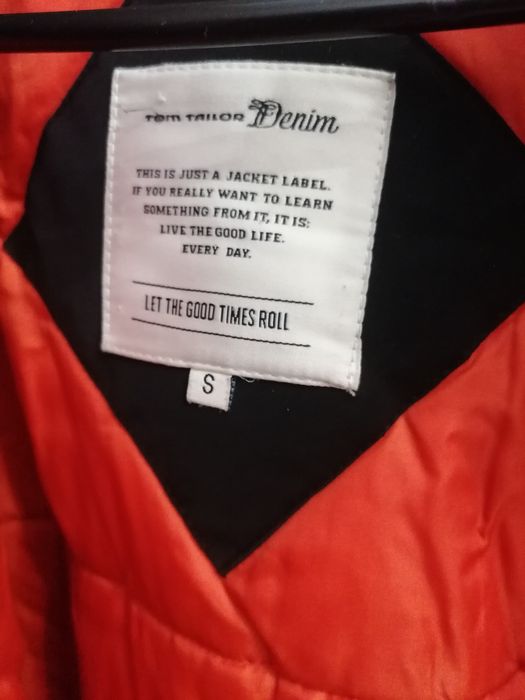 TOM TAILOR Denim
THIS IS JUST A JACKET LABEL.
IF YOU REALLY WANT TO LEARN
SOMETHING FROM IT, IT IS:
LIVE THE GOOD LIFE.
EVERY DAY.
LET THE GOOD TIMES ROLL
S